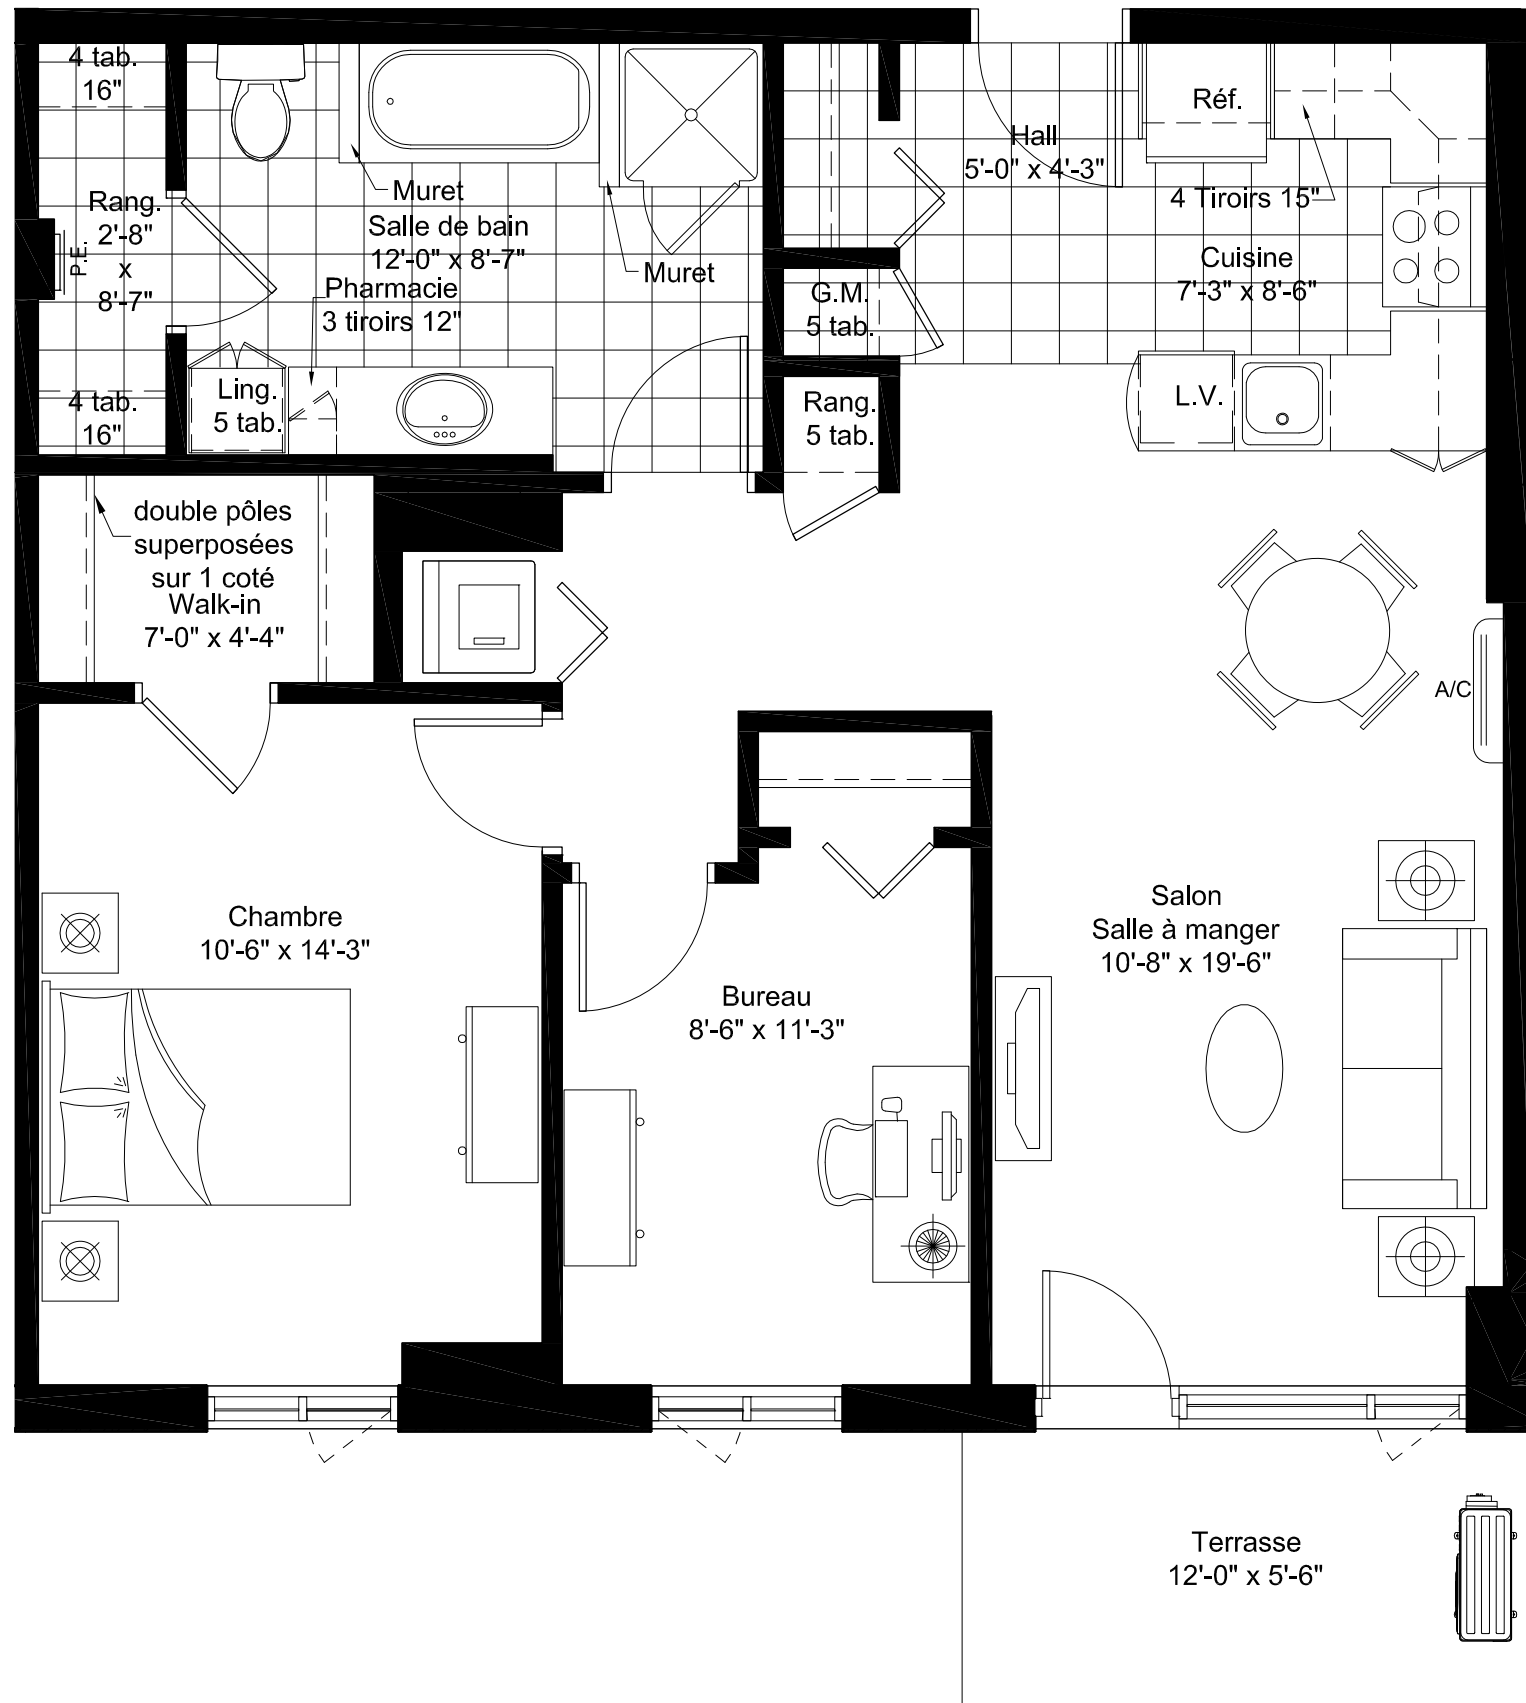 4 tab.
16"
Rang.
2'-8"
x
8'-7"
P.E.
4 tab.
16"
Muret
Salle de bain
12'-0" x 8'-7"
Muret
Pharmacie
3 tiroirs 12"
Ling.
5 tab.
Hall
5'-0" x 4'-3"
Réf.
4 Tiroirs 15"
Cuisine
7'-3" x 8'-6"
G.M.
5 tab.
Rang.
5 tab.
L.V.
double pôles
superposées
sur 1 coté
Walk-in
7'-0" x 4'-4"
A/C
Chambre
10'-6" x 14'-3"
Bureau
8'-6" x 11'-3"
Salon
Salle à manger
10'-8" x 19'-6"
Terrasse
12'-0" x 5'-6"